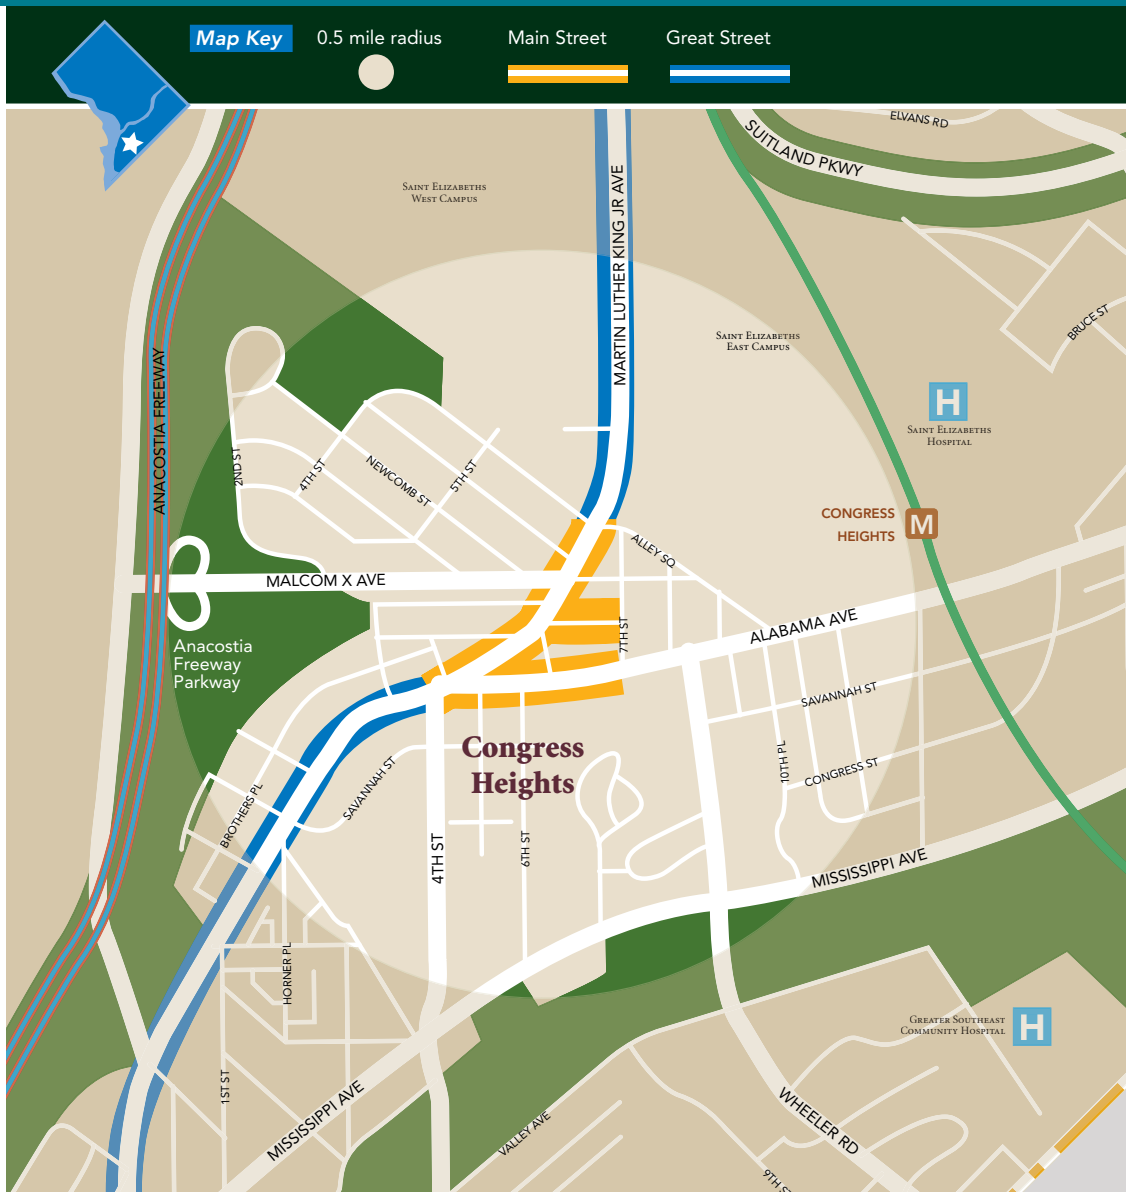 Map Key
0.5 mile radius
Main Street
Great Street
ELVANS RD
SUITLAND PKWY
SAINT ELIZABETHS
WEST CAMPUS
MARTIN LUTHER KING JR AVE
SAINT ELIZABETHS
EAST CAMPUS
BRUCE ST
ANACOSTIA FREEWAY
H
SAINT ELIZABETHS
HOSPITAL
2ND ST
4TH ST
NEWCOMB ST
5TH ST
CONGRESS
HEIGHTS
M
ALLEY SQ
MALCOM X AVE
7TH ST
ALABAMA AVE
Anacostia
Freeway
Parkway
SAVANNAH ST
Congress
Heights
SAVANNAH ST
10TH PL
CONGRESS ST
BROTHERS PL
4TH ST
6TH ST
MISSISSIPPI AVE
HORNER PL
GREATER SOUTHEAST
COMMUNITY HOSPITAL
H
1ST ST
MISSISSIPPI AVE
VALLEY AVE
WHEELER RD
9TH S